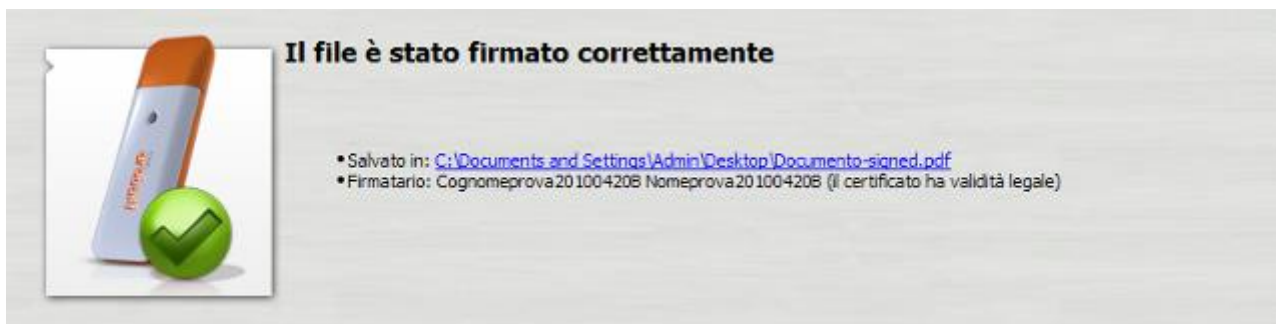 Il file è stato firmato correttamente
• Salvato in: C:\Documents and Settings\Admin\Desktop\Documento-signed.pdf
• Firmatario: Cognomeprova20100420B Nomeprova20100420B (il certificato ha validità legale)